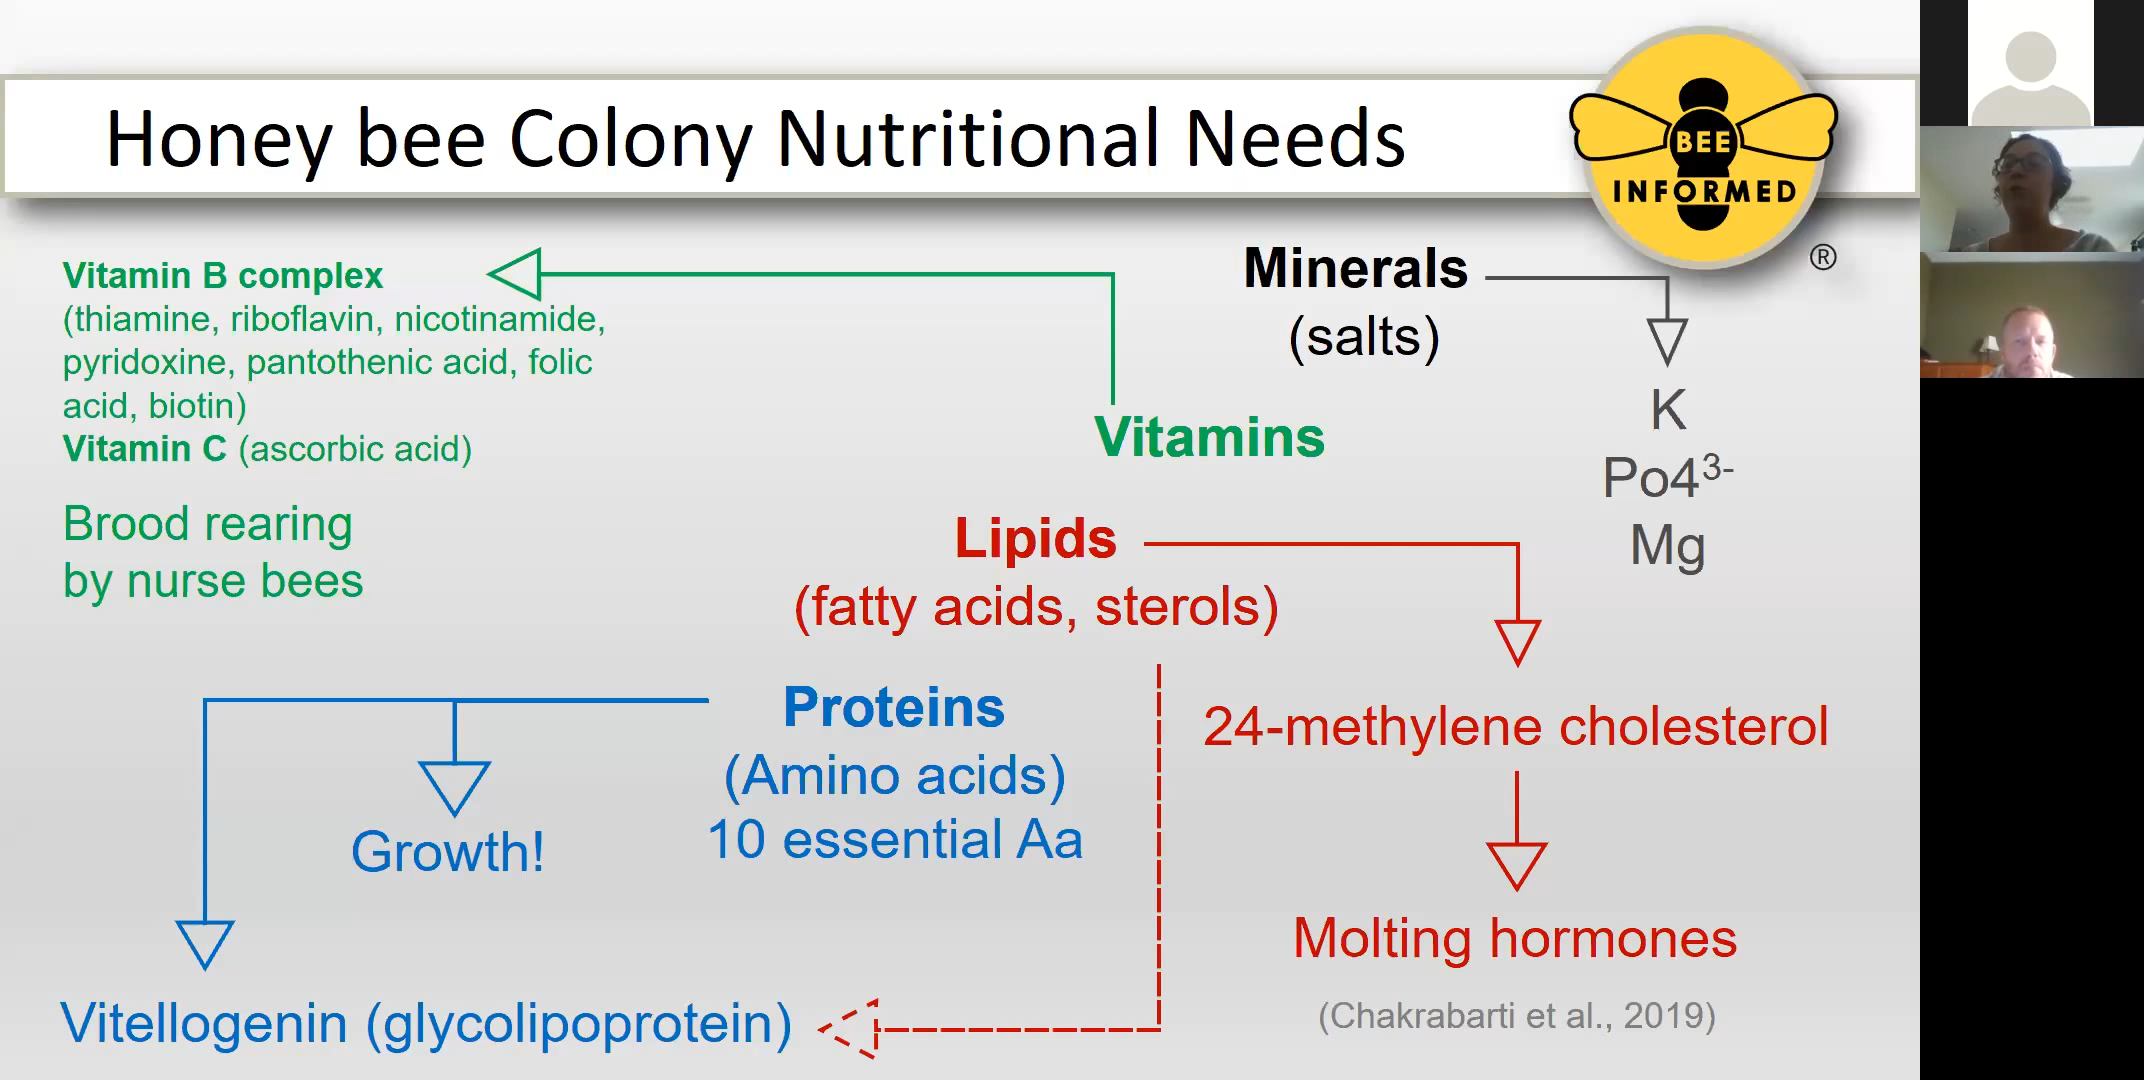 Honey bee Colony Nutritional Needs
BEE
INFORMED
®
Vitamin B complex
(thiamine, riboflavin, nicotinamide,
pyridoxine, pantothenic acid, folic
acid, biotin)
Vitamin C (ascorbic acid)
Brood rearing
by nurse bees
Minerals
(salts)
K
Po4³⁻
Mg
Vitamins
Lipids
(fatty acids, sterols)
24-methylene cholesterol
Molting hormones
(Chakrabarti et al., 2019)
Proteins
(Amino acids)
10 essential Aa
Growth!
Vitellogenin (glycolipoprotein)